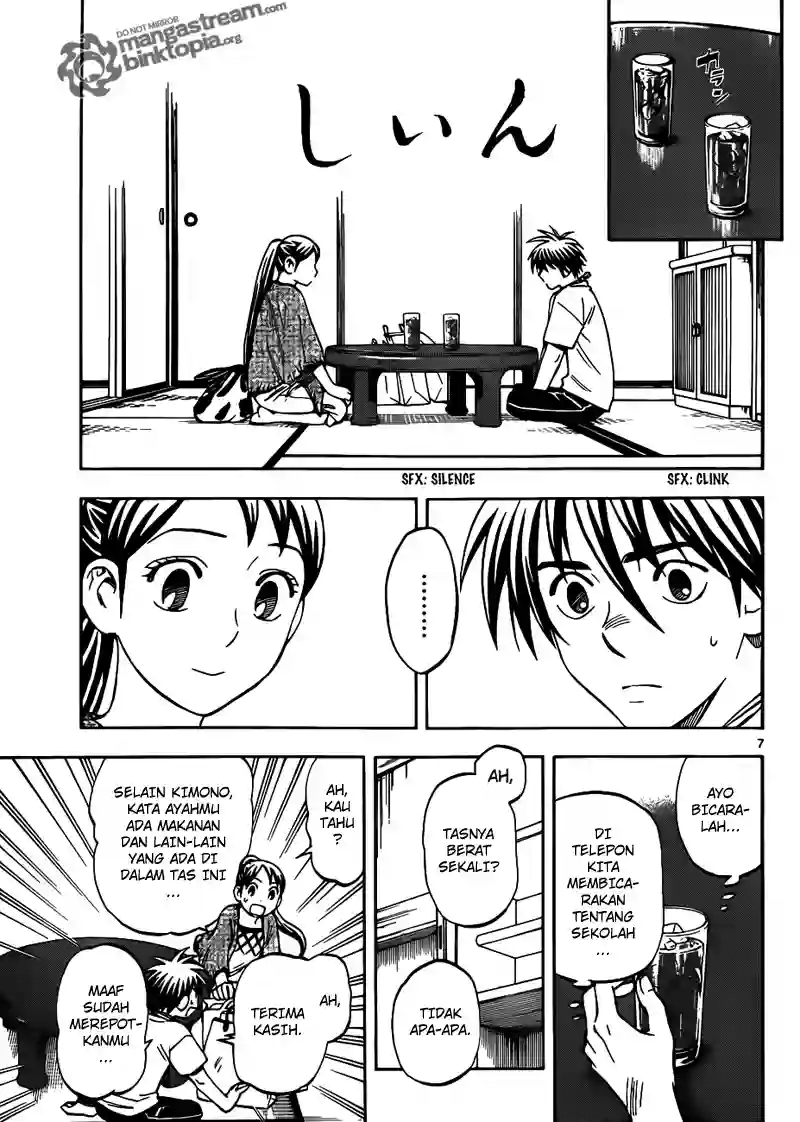 DO NOT MIRROR
mangastream.com
binktopia.org
カラン
しぃん
SFX: SILENCE
SFX: CLINK
.........
7
AYO
BICARA-
LAH...
DI
TELEPON
KITA
MEMBICA-
RAKAN
TENTANG
SEKOLAH
...
AH,
TASNYA
BERAT
SEKALI?
TIDAK
APA-APA.
AH,
KAU
TAHU
?
SELAIN KIMONO,
KATA AYAHMU
ADA MAKANAN
DAN LAIN-LAIN
YANG ADA DI
DALAM TAS INI
...
AH,
TERIMA
KASIH.
MAAF
SUDAH
MEREPOT-
KANMU
...